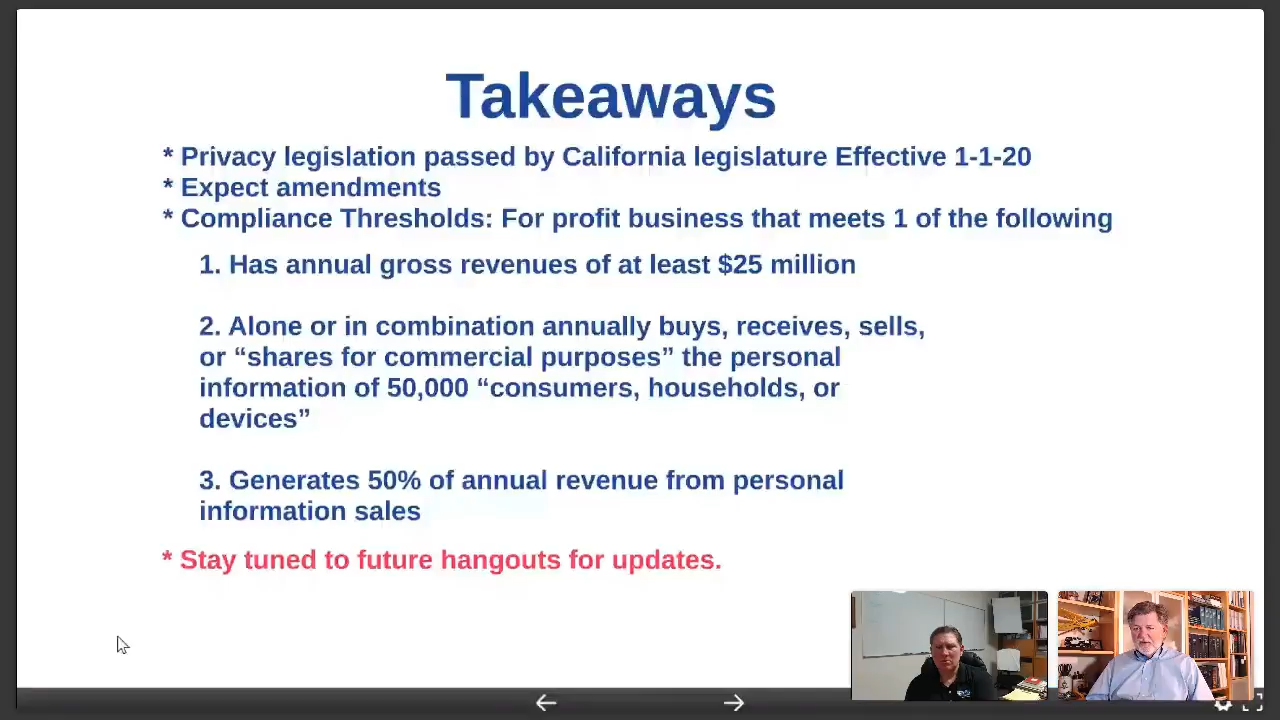 Takeaways
* Privacy legislation passed by California legislature Effective 1-1-20
* Expect amendments
* Compliance Thresholds: For profit business that meets 1 of the following
1. Has annual gross revenues of at least $25 million
2. Alone or in combination annually buys, receives, sells,
or “shares for commercial purposes” the personal
information of 50,000 “consumers, households, or
devices”
3. Generates 50% of annual revenue from personal
information sales
* Stay tuned to future hangouts for updates.